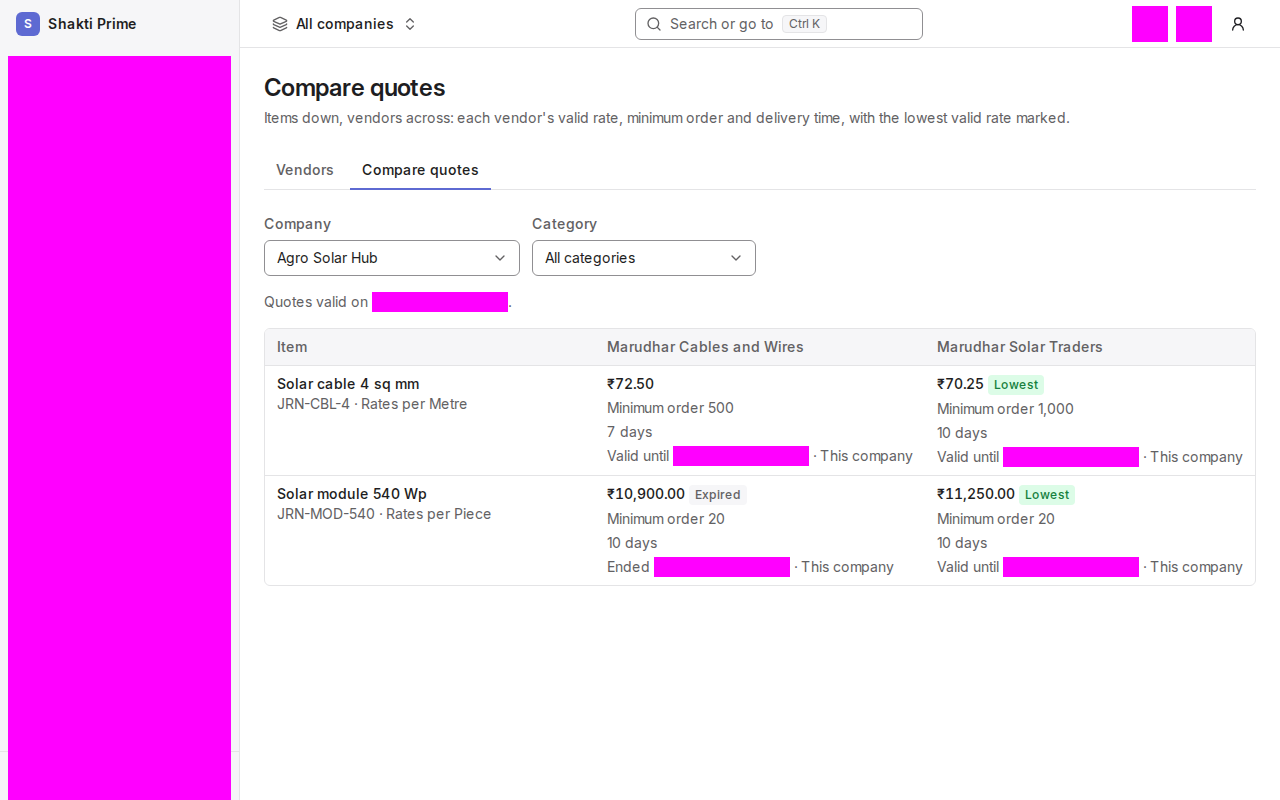 S Shakti Prime
All companies
Search or go to Ctrl K
Compare quotes
Items down, vendors across: each vendor's valid rate, minimum order and delivery time, with the lowest valid rate marked.
Vendors Compare quotes
Company Category
Agro Solar Hub All categories
Quotes valid on .
Item Marudhar Cables and Wires Marudhar Solar Traders
Solar cable 4 sq mm ₹72.50 ₹70.25 Lowest
JRN-CBL-4 · Rates per Metre Minimum order 500 Minimum order 1,000
7 days 10 days
Valid until · This company Valid until · This company
Solar module 540 Wp ₹10,900.00 Expired ₹11,250.00 Lowest
JRN-MOD-540 · Rates per Piece Minimum order 20 Minimum order 20
10 days 10 days
Ended · This company Valid until · This company